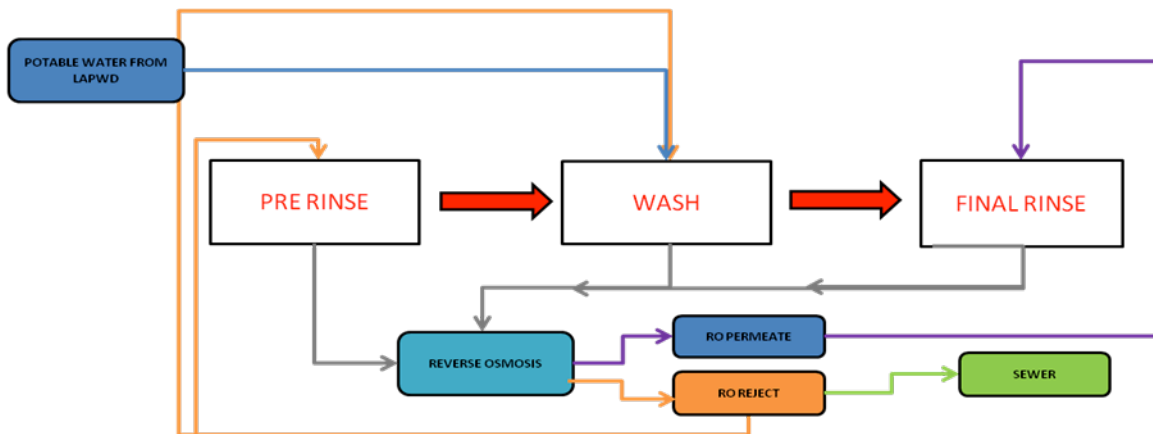 POTABLE WATER FROM
LAPWD
PRE RINSE
WASH
FINAL RINSE
REVERSE OSMOSIS
RO PERMEATE
RO REJECT
SEWER